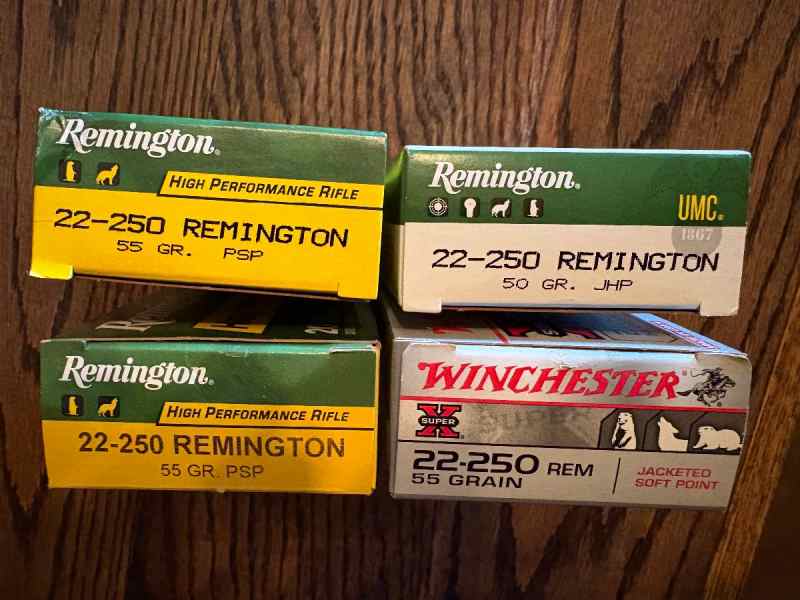 Remington.
HIGH PERFORMANCE RIFLE
22-250 REMINGTON
55 GR. PSP
Remington.
UMC.
1867
22-250 REMINGTON
50 GR. JHP
Remington.
HIGH PERFORMANCE RIFLE
22-250 REMINGTON
55 GR. PSP
WINCHESTER
SUPER
X
22-250 REM
55 GRAIN
JACKETED
SOFT POINT